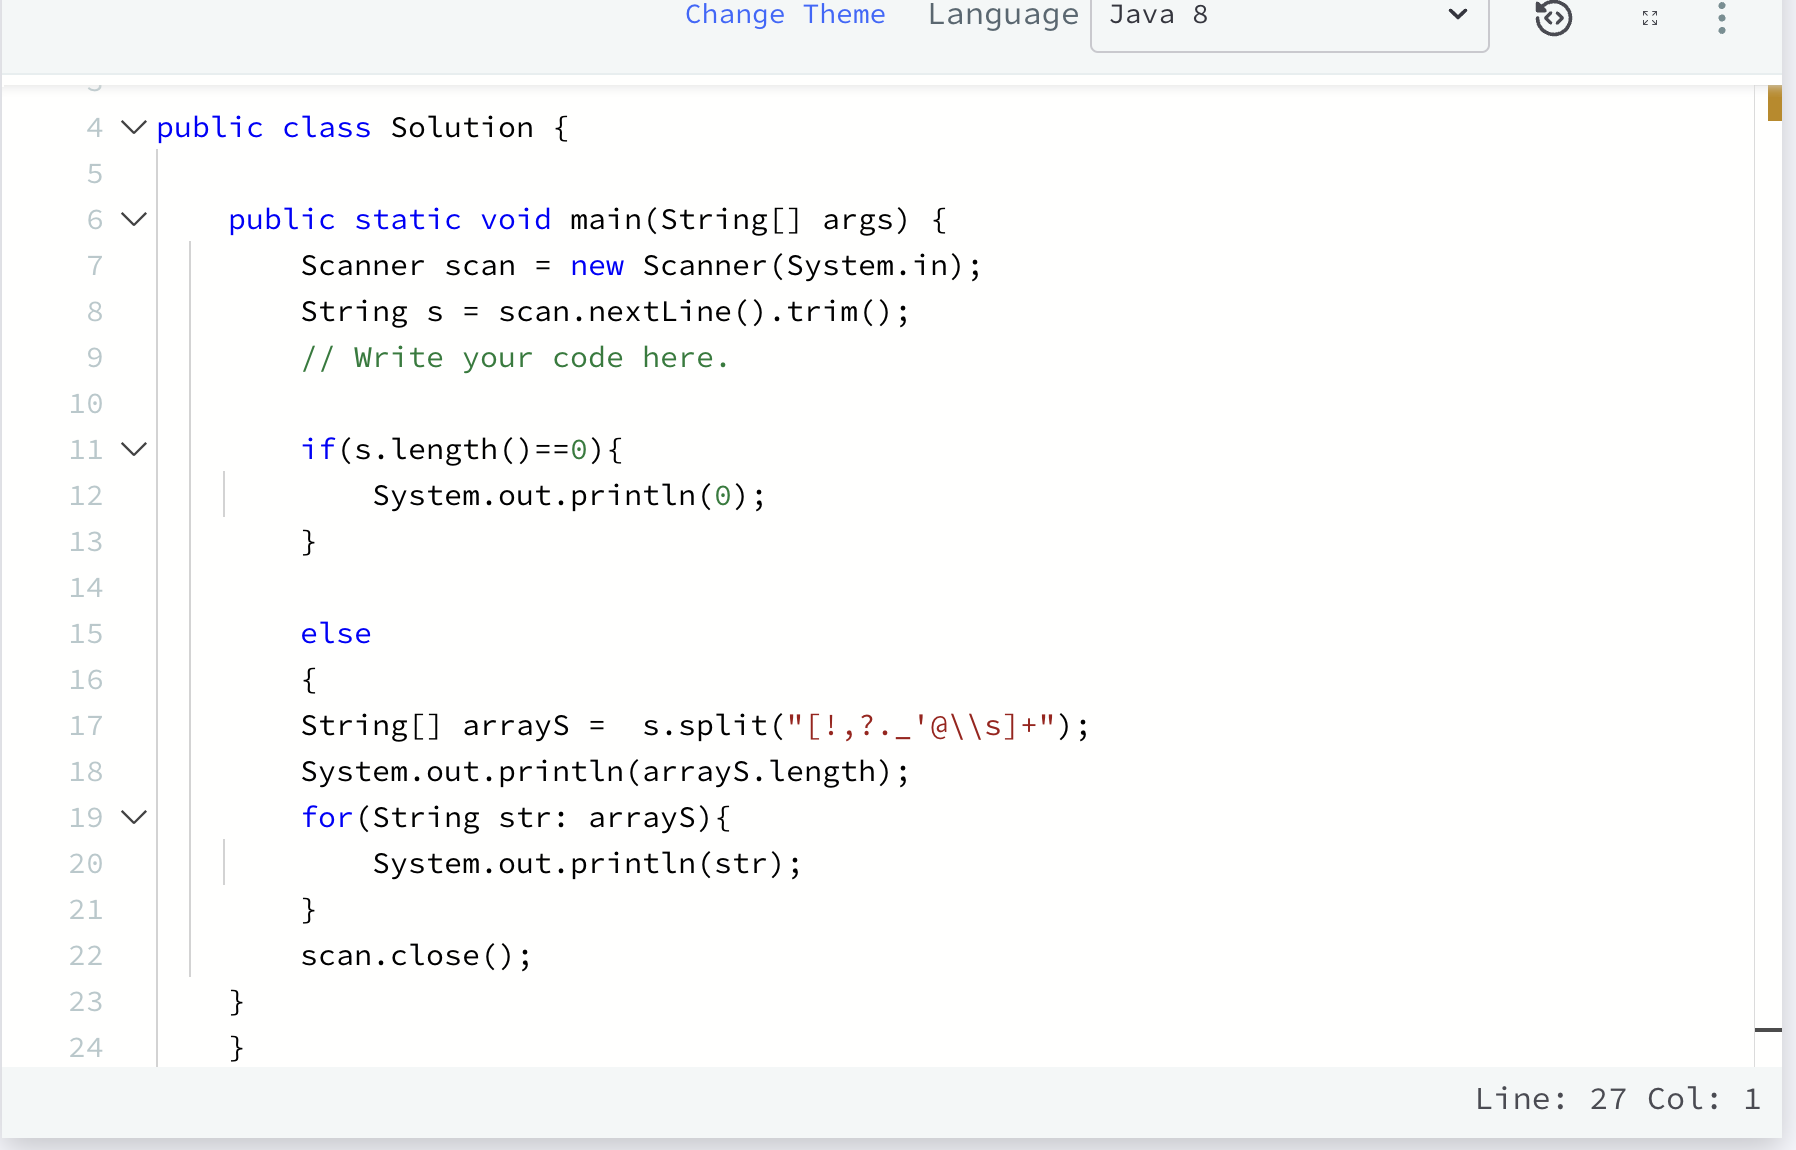 Change Theme Language Java 8
4 public class Solution {
5
6 public static void main(String[] args) {
7 Scanner scan = new Scanner(System.in);
8 String s = scan.nextLine().trim();
9 // Write your code here.
10
11 if(s.length()==0){
12 System.out.println(0);
13 }
14
15 else
16 {
17 String[] arrayS =  s.split("[!,?._'@\\s]+");
18 System.out.println(arrayS.length);
19 for(String str: arrayS){
20 System.out.println(str);
21 }
22 scan.close();
23 }
24 }
Line: 27 Col: 1